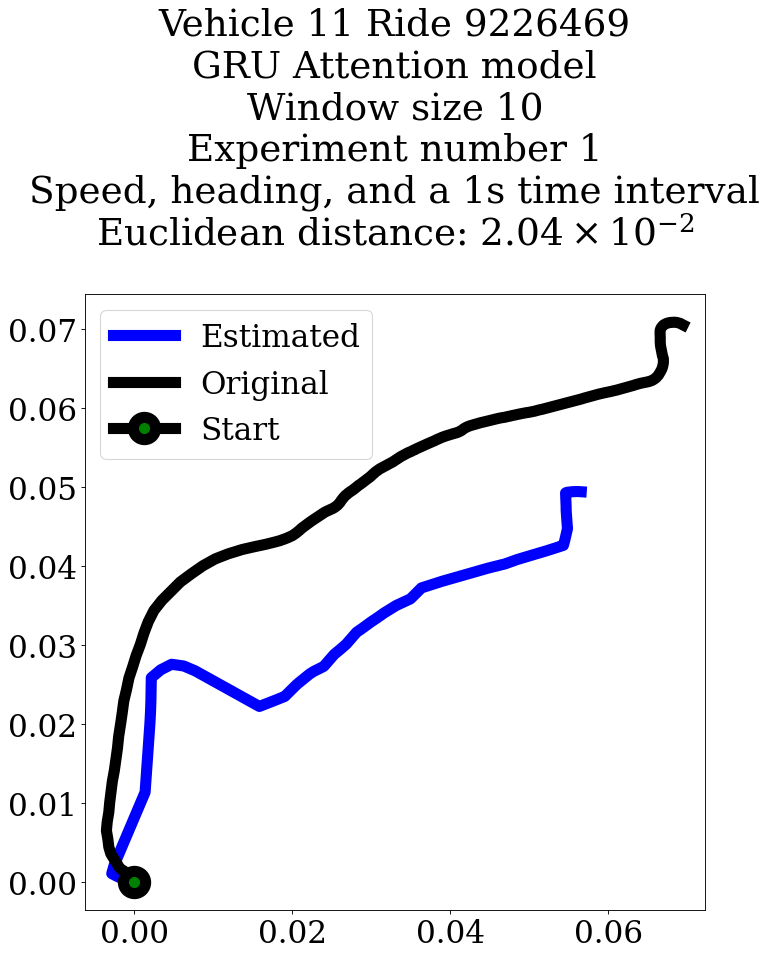 Vehicle 11 Ride 9226469
GRU Attention model
Window size 10
Experiment number 1
Speed, heading, and a 1s time interval
Euclidean distance: 2.04 × 10⁻²
Estimated
Original
Start
0.07
0.06
0.05
0.04
0.03
0.02
0.01
0.00
0.00 0.02 0.04 0.06